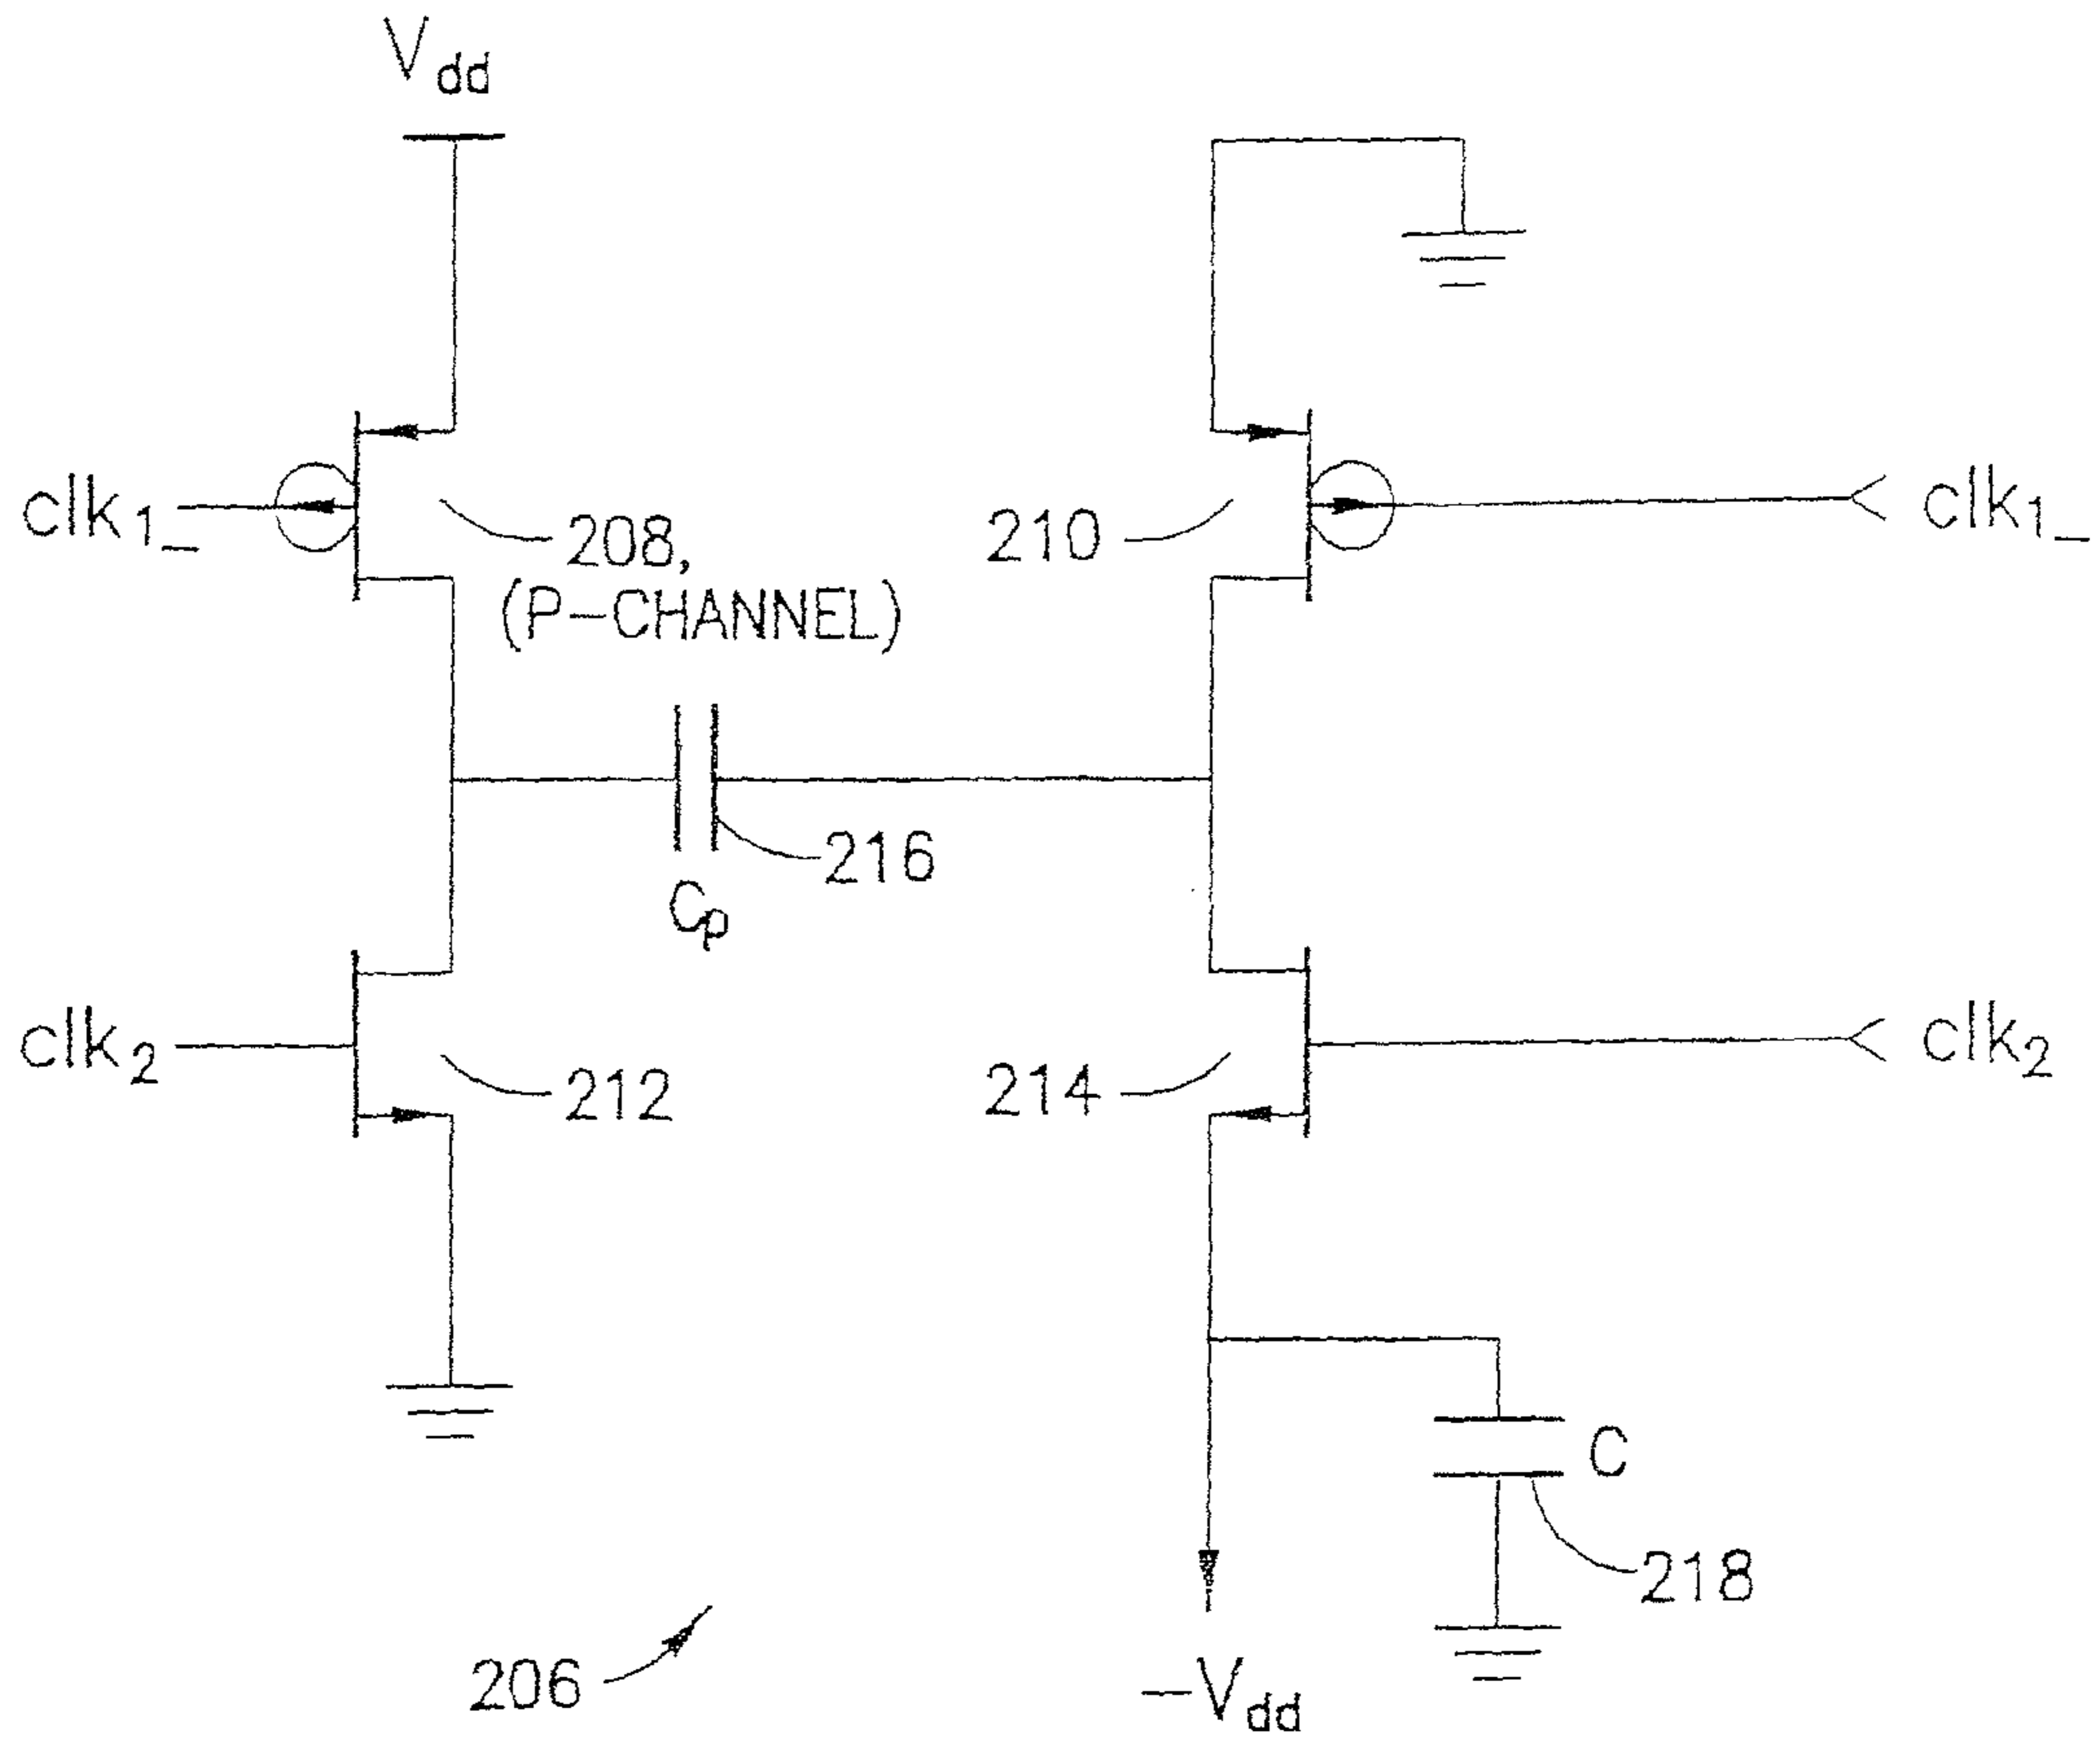 Vdd
clk1_
208,
(P-CHANNEL)
210
clk1_
216
Cp
clk2
212
214
clk2
C
218
206
-Vdd